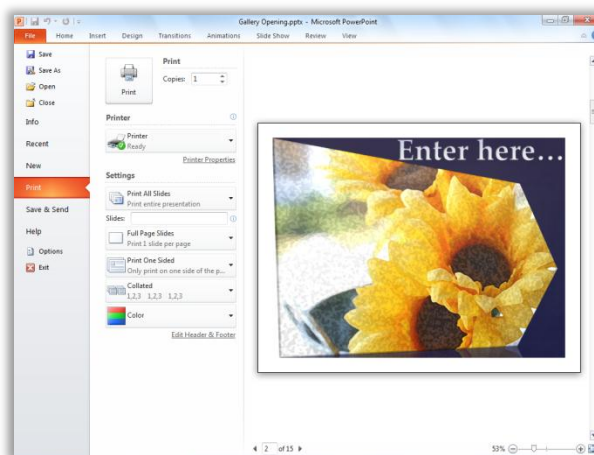 Gallery Opening.pptx - Microsoft PowerPoint
File Home Insert Design Transitions Animations Slide Show Review View
Save
Save As
Open
Close
Info
Recent
New
Print
Save & Send
Help
Options
Exit
Print
Print
Copies: 1
Printer
Printer
Ready
Printer Properties
Settings
Print All Slides
Print entire presentation
Slides:
Full Page Slides
Print 1 slide per page
Print One Sided
Only print on one side of the p...
Collated
1,2,3 1,2,3 1,2,3
Color
Edit Header & Footer
Enter here...
2 of 15
53%